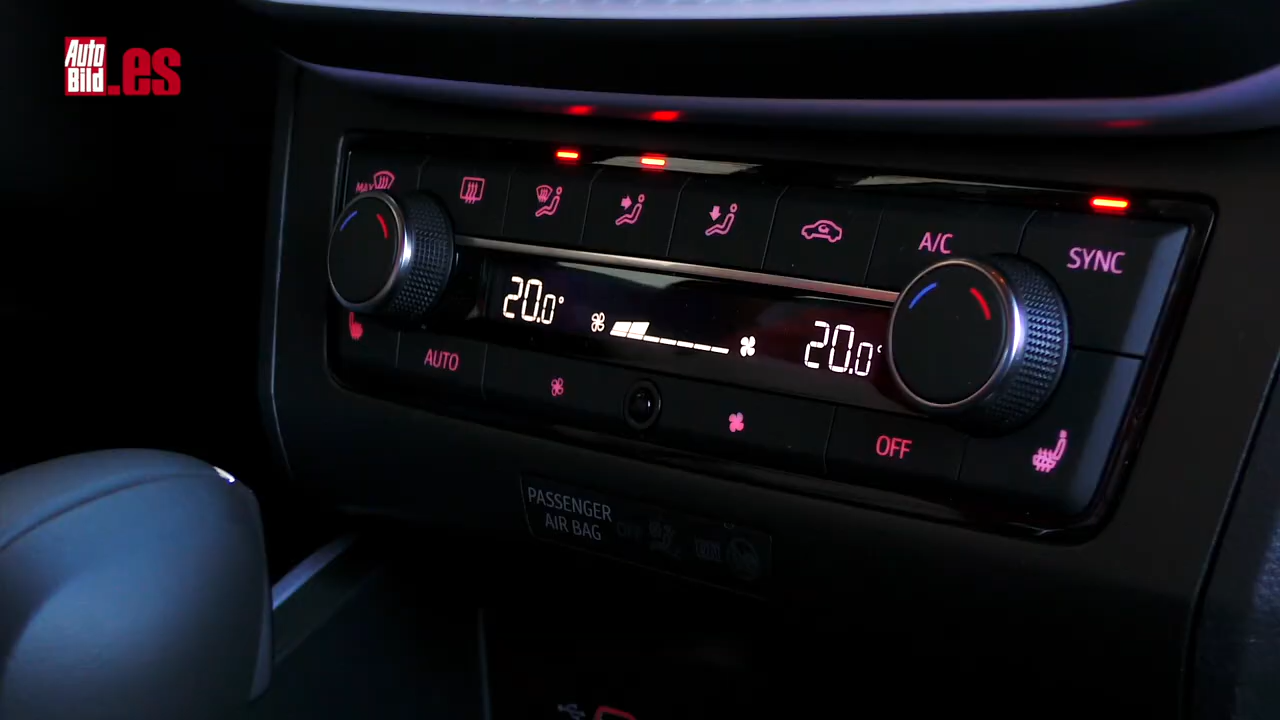 Auto
Bild
.es
MAX
A/C
SYNC
20.0°
20.0°
AUTO
OFF
PASSENGER
AIR BAG